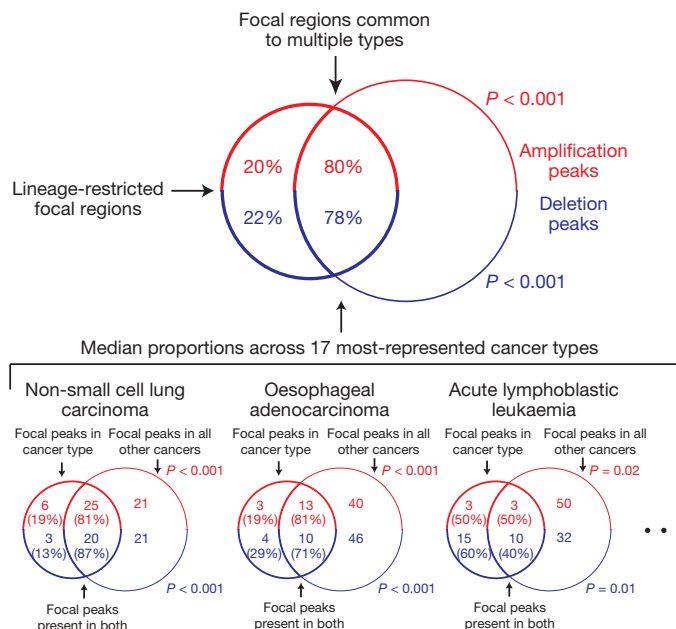 Focal regions common
to multiple types
P < 0.001
20%
80%
Amplification
peaks
Lineage-restricted
focal regions
22%
78%
Deletion
peaks
P < 0.001
Median proportions across 17 most-represented cancer types
Non-small cell lung
carcinoma
Focal peaks in
cancer type
Focal peaks in all
other cancers
P < 0.001
6
(19%)
25
(81%)
21
3
(13%)
20
(87%)
21
P < 0.001
Focal peaks
present in both
Oesophageal
adenocarcinoma
Focal peaks in
cancer type
Focal peaks in all
other cancers
P < 0.001
3
(19%)
13
(81%)
40
4
(29%)
10
(71%)
46
P < 0.001
Focal peaks
present in both
Acute lymphoblastic
leukaemia
Focal peaks in
cancer type
Focal peaks in all
other cancers
P = 0.02
3
(50%)
3
(50%)
50
15
(60%)
10
(40%)
32
P = 0.01
Focal peaks
present in both